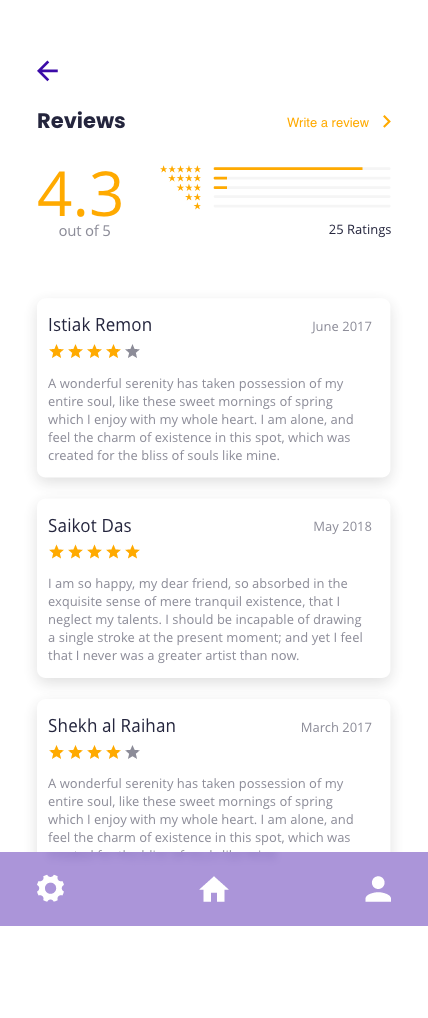 Reviews
Write a review
4.3
out of 5
25 Ratings
Istiak Remon
June 2017
A wonderful serenity has taken possession of my
entire soul, like these sweet mornings of spring
which I enjoy with my whole heart. I am alone, and
feel the charm of existence in this spot, which was
created for the bliss of souls like mine.
Saikot Das
May 2018
I am so happy, my dear friend, so absorbed in the
exquisite sense of mere tranquil existence, that I
neglect my talents. I should be incapable of drawing
a single stroke at the present moment; and yet I feel
that I never was a greater artist than now.
Shekh al Raihan
March 2017
A wonderful serenity has taken possession of my
entire soul, like these sweet mornings of spring
which I enjoy with my whole heart. I am alone, and
feel the charm of existence in this spot, which was